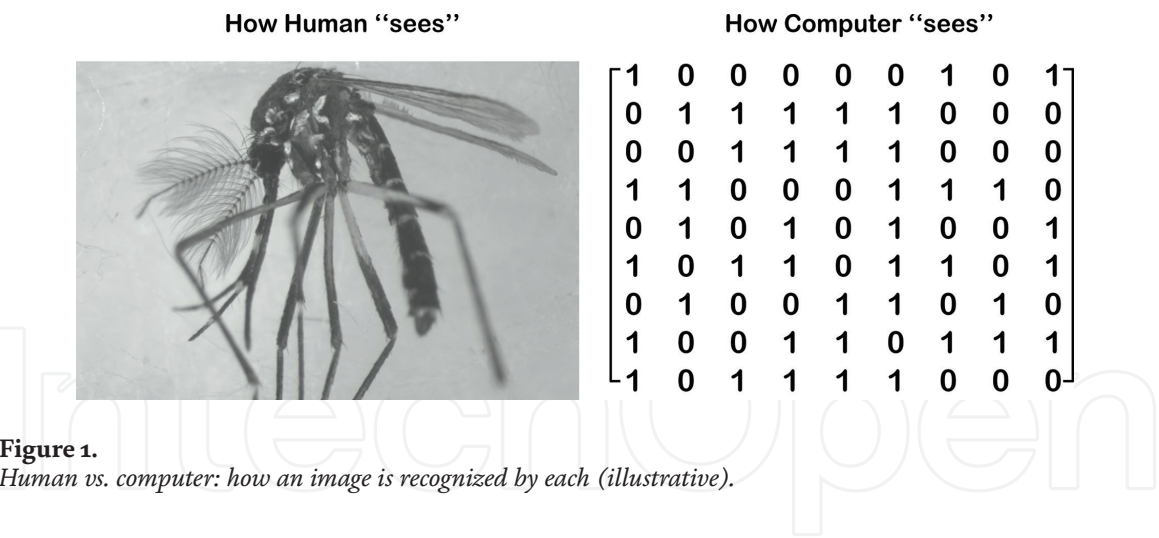 How Human ‘‘sees’’
How Computer ‘‘sees’’
1 0 0 0 0 0 1 0 1
0 1 1 1 1 1 0 0 0
0 0 1 1 1 1 0 0 0
1 1 0 0 0 1 1 1 0
0 1 0 1 0 1 0 0 1
1 0 1 1 0 1 1 0 1
0 1 0 0 1 1 0 1 0
1 0 0 1 1 0 1 1 1
1 0 1 1 1 1 0 0 0
IntechOpen
Figure 1.
Human vs. computer: how an image is recognized by each (illustrative).